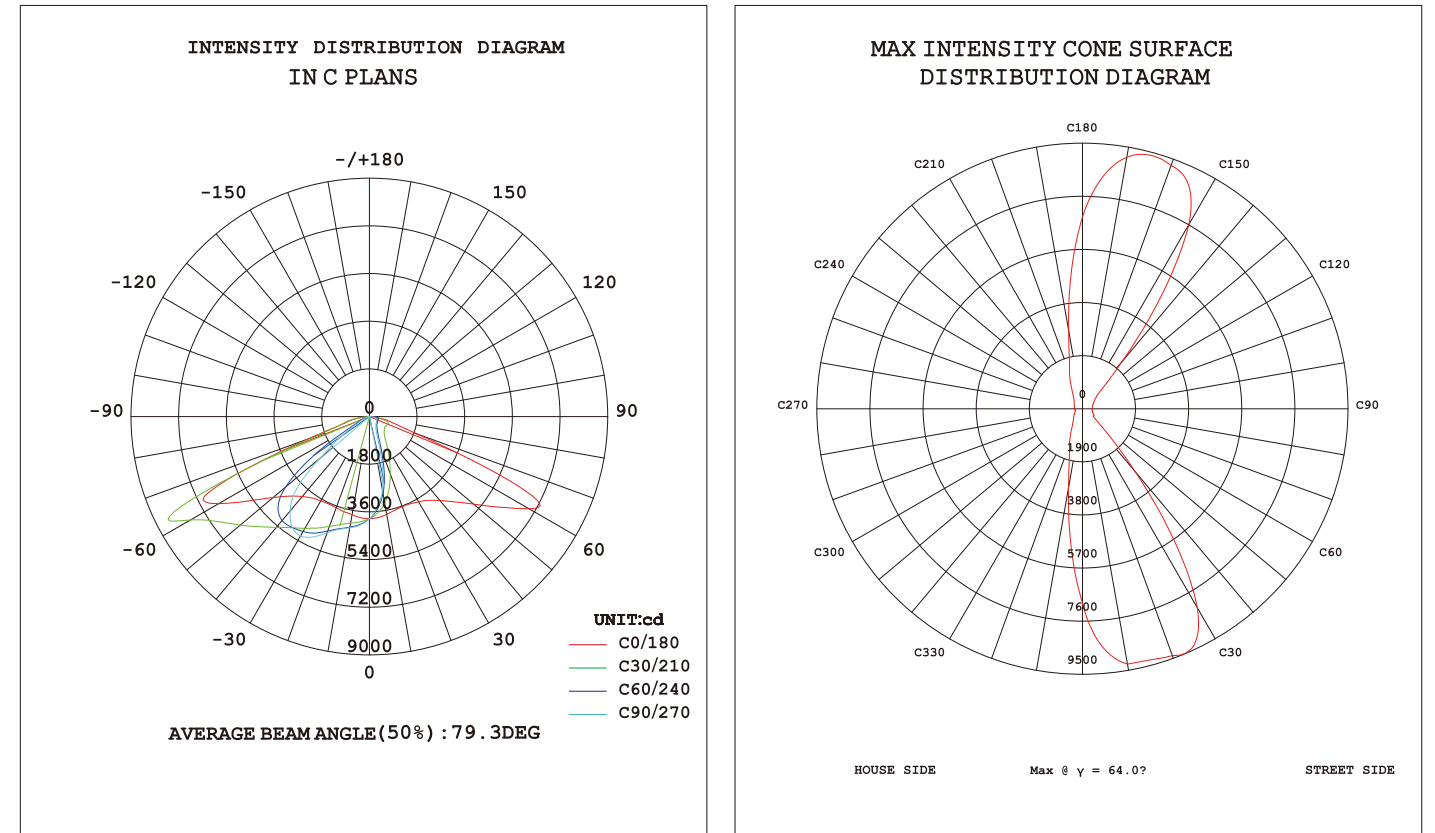 INTENSITY DISTRIBUTION DIAGRAM
IN C PLANS
-/+180
-150
150
-120
120
-90
0
90
1800
3600
-60
5400
60
7200
-30
9000
30
0
UNIT:cd
C0/180
C30/210
C60/240
C90/270
AVERAGE BEAM ANGLE(50%):79.3DEG
MAX INTENSITY CONE SURFACE
DISTRIBUTION DIAGRAM
C180
C210
C150
C240
C120
0
C270
C90
1900
3800
C300
5700
C60
7600
C330
9500
C30
HOUSE SIDE
Max @ γ = 64.0?
STREET SIDE